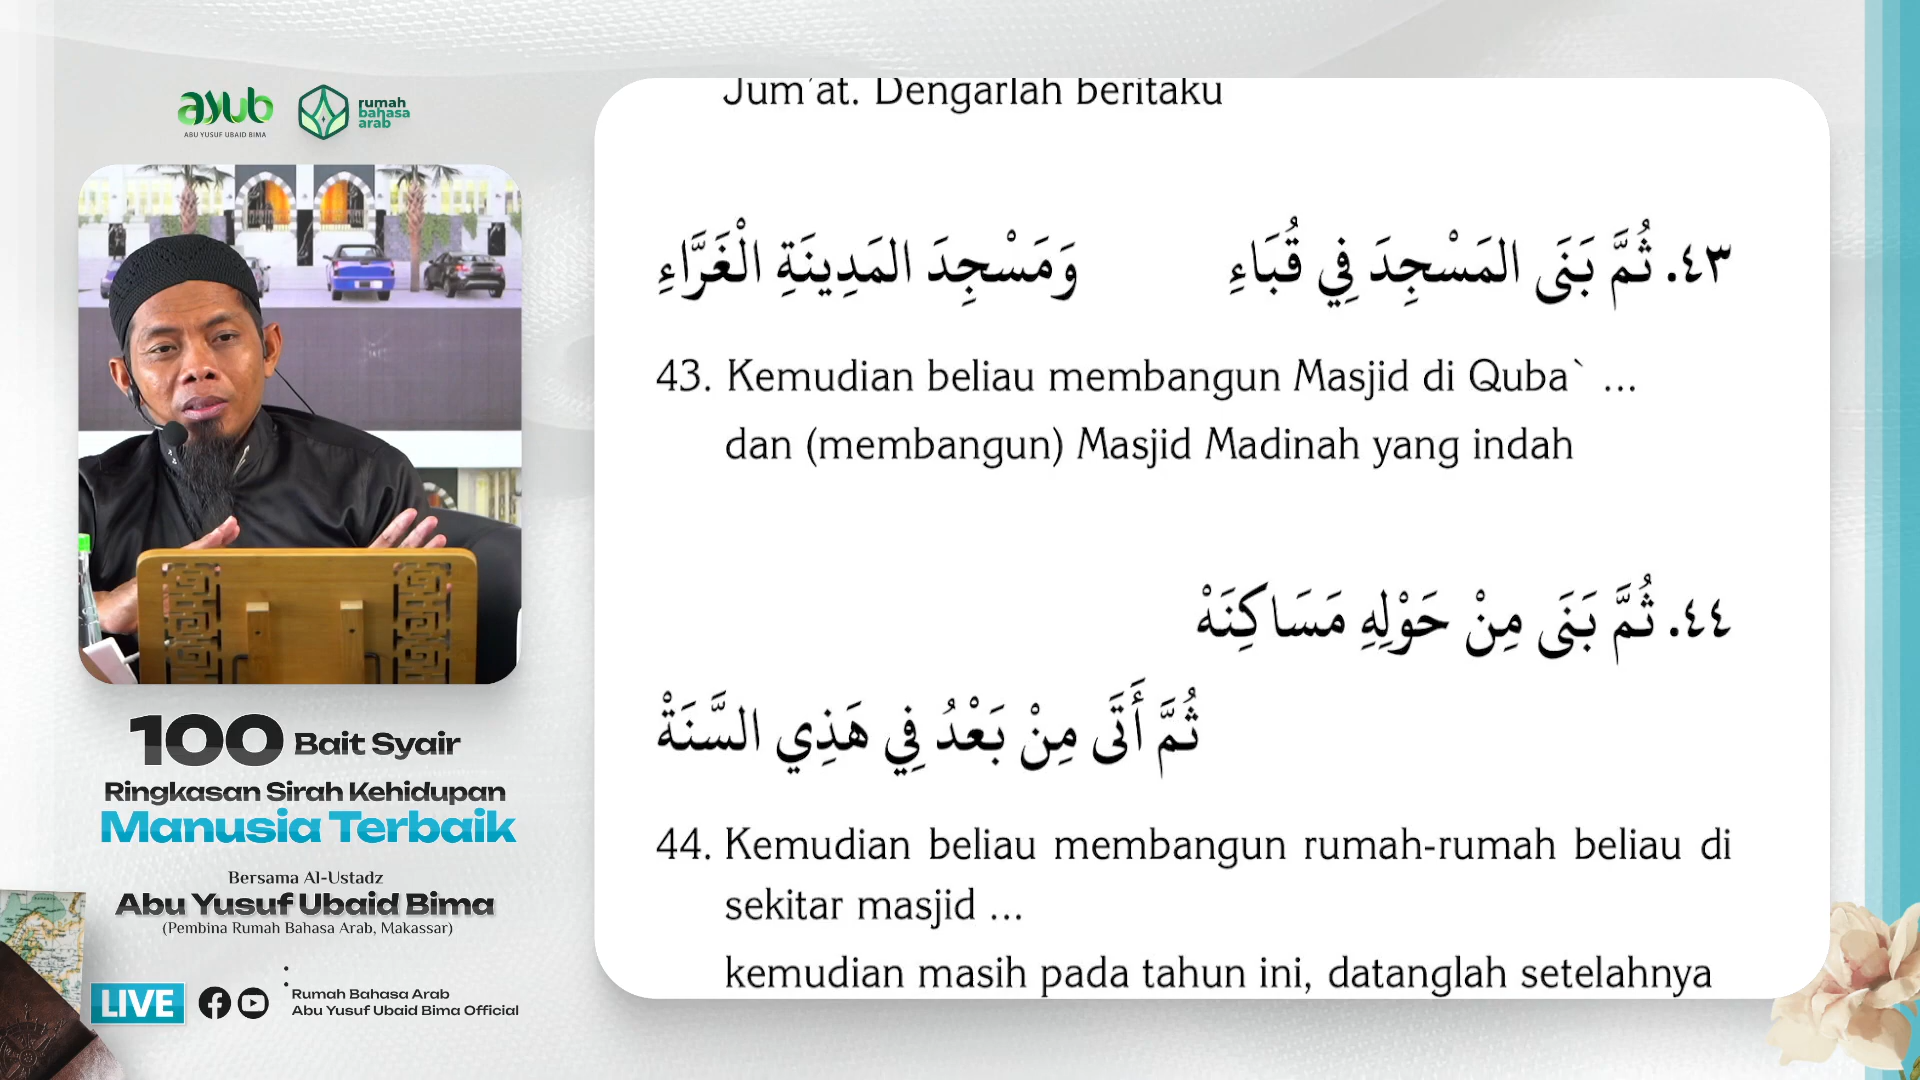 ayub
ABU YUSUF UBAID BIMA
rumah
bahasa
arab
100 Bait Syair
Ringkasan Sirah Kehidupan
Manusia Terbaik
Bersama Al-Ustadz
Abu Yusuf Ubaid Bima
(Pembina Rumah Bahasa Arab, Makassar)
:
LIVE
: Rumah Bahasa Arab
Abu Yusuf Ubaid Bima Official
Jum'at. Dengarlah beritaku
٤٣. ثُمَّ بَنَى المَسْجِدَ فِي قُبَاءِ وَمَسْجِدَ المَدِينَةِ الْغَرَّاءِ
43. Kemudian beliau membangun Masjid di Quba` ...
dan (membangun) Masjid Madinah yang indah
٤٤. ثُمَّ بَنَى مِنْ حَوْلِهِ مَسَاكِنَهْ
ثُمَّ أَتَى مِنْ بَعْدُ فِي هَذِي السَّنَةْ
44. Kemudian beliau membangun rumah-rumah beliau di
sekitar masjid ...
kemudian masih pada tahun ini, datanglah setelahnya